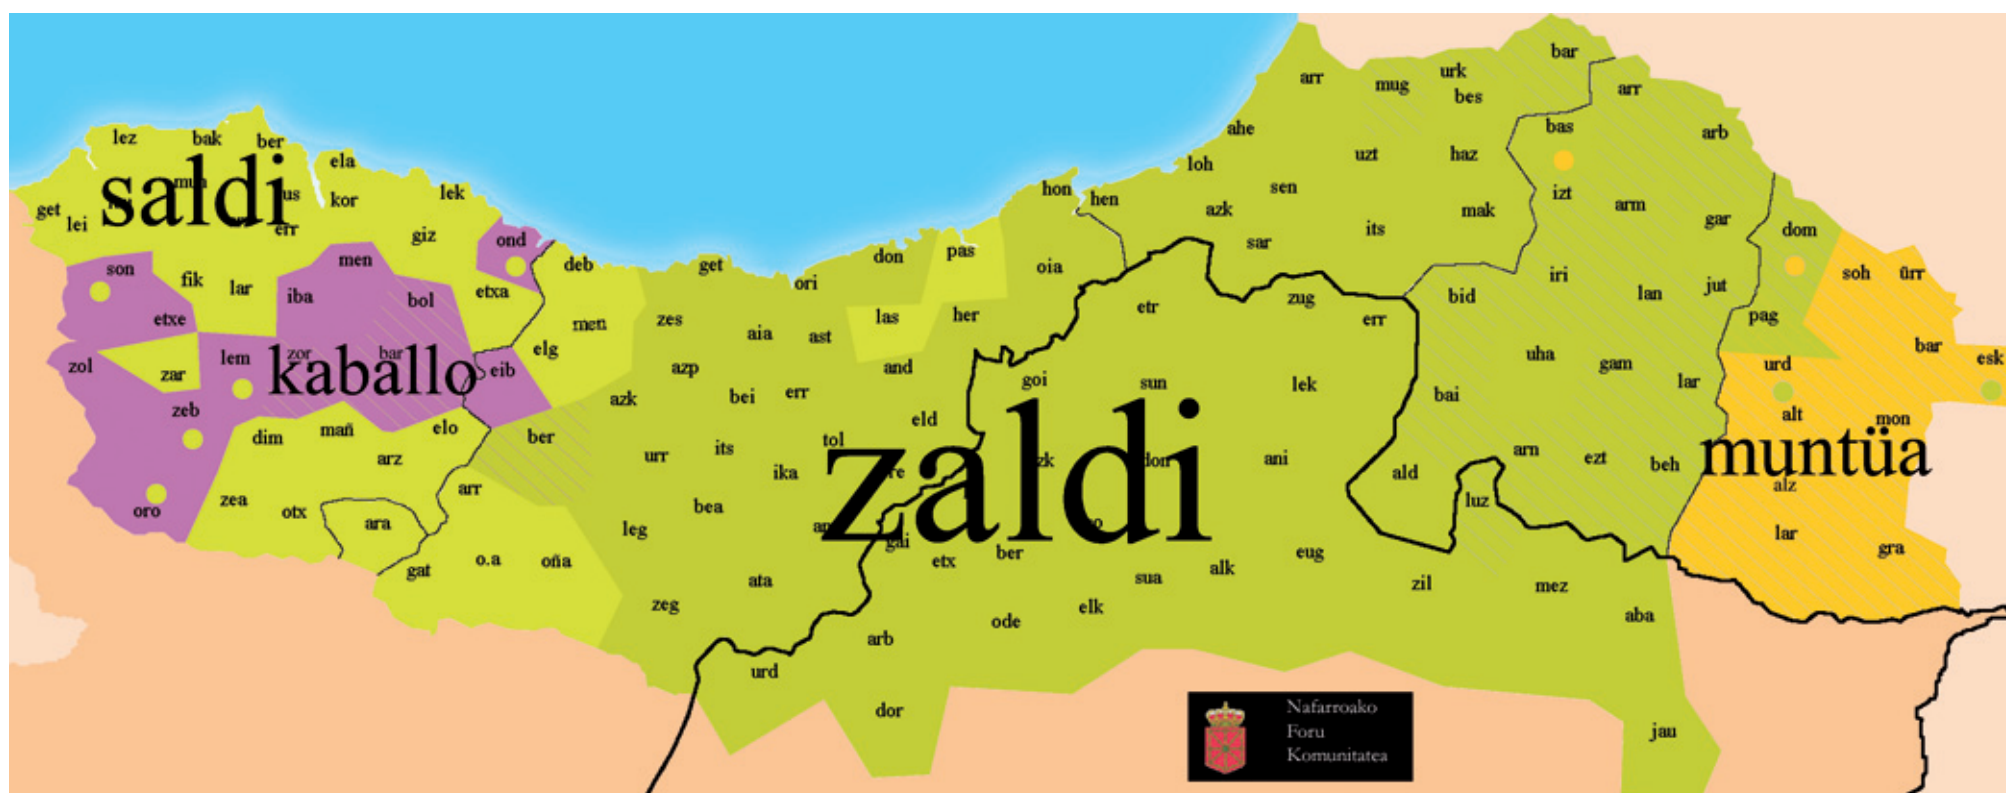 bar
arr
mug
urk
bes
arr
lez
bak
ber
ela
ahe
bas
arb
uzt
haz
loh
saldi
get
lei
kor
lek
giz
err
hon
hen
sen
azk
sar
its
mak
izt
arm
gar
dom
ond
son
men
fik
lar
iba
bol
etxa
etxe
deb
get
ori
don
pas
oia
iri
lan
jut
soh
ürr
bid
zug
etr
err
pag
men
zes
aia
ast
las
her
elg
zol
zar
lem
zor
bar
kaballo
eib
azp
and
uha
gam
lar
urd
bar
esk
goi
sun
lek
bai
zeb
azk
bei
err
eld
alt
mon
dim
mañ
elo
arz
ber
urr
its
tol
ika
zaldi
don
ani
ald
arn
ezt
beh
muntüa
alz
zea
otx
ara
arr
bea
leg
luz
oro
gat
o.a
oña
gai
etx
ber
sua
alk
eug
lar
gra
ata
zeg
ode
elk
zil
mez
aba
arb
urd
dor
jau
Nafarroako
Foru
Komunitatea